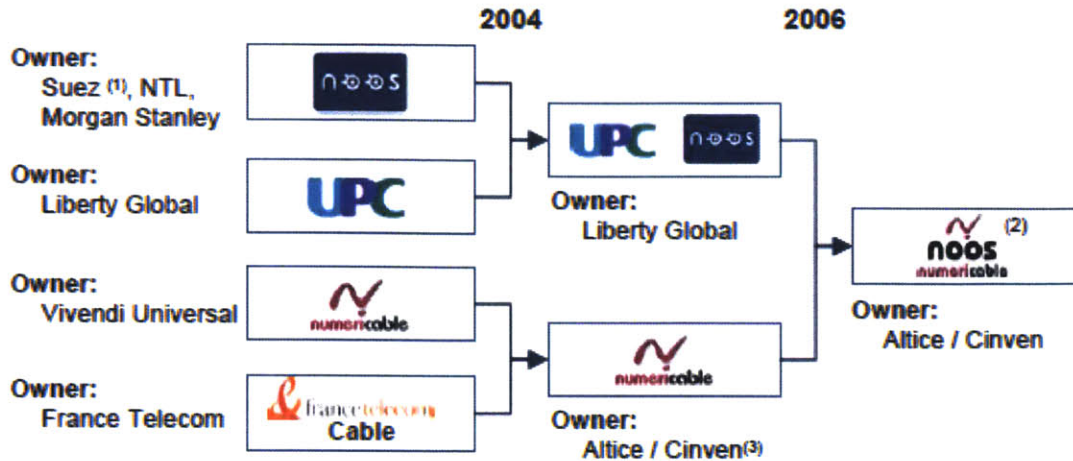 2004
2006
Owner:
Suez (1), NTL,
Morgan Stanley
noos
Owner:
Liberty Global
UPC
Owner:
Vivendi Universal
numericable
Owner:
France Telecom
& francetelecom
Cable
UPC noos
Owner:
Liberty Global
numericable
Owner:
Altice / Cinven(3)
noos (2)
numericable
Owner:
Altice / Cinven